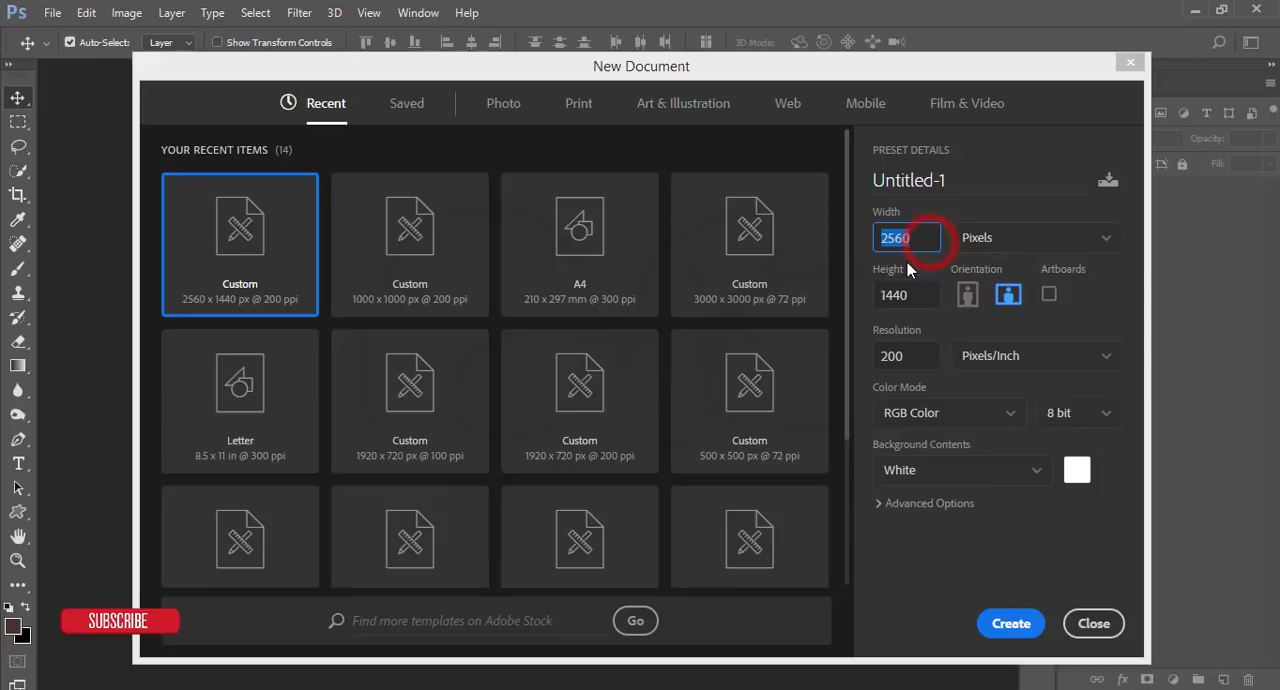 Ps File Edit Image Layer Type Select Filter 3D View Window Help
Auto-Select: Layer Show Transform Controls 3D Mode:
New Document
Recent Saved Photo Print Art & Illustration Web Mobile Film & Video
YOUR RECENT ITEMS (14)
Custom
2560 x 1440 px @ 200 ppi
Custom
1000 x 1000 px @ 200 ppi
A4
210 x 297 mm @ 300 ppi
Custom
3000 x 3000 px @ 72 ppi
Letter
8.5 x 11 in @ 300 ppi
Custom
1920 x 720 px @ 100 ppi
Custom
1920 x 720 px @ 200 ppi
Custom
500 x 500 px @ 72 ppi
Find more templates on Adobe Stock Go
PRESET DETAILS
Untitled-1
Width
2560 Pixels
Height Orientation Artboards
1440
Resolution
200 Pixels/Inch
Color Mode
RGB Color 8 bit
Background Contents
White
Advanced Options
Create Close
Opacity:
Fill:
SUBSCRIBE